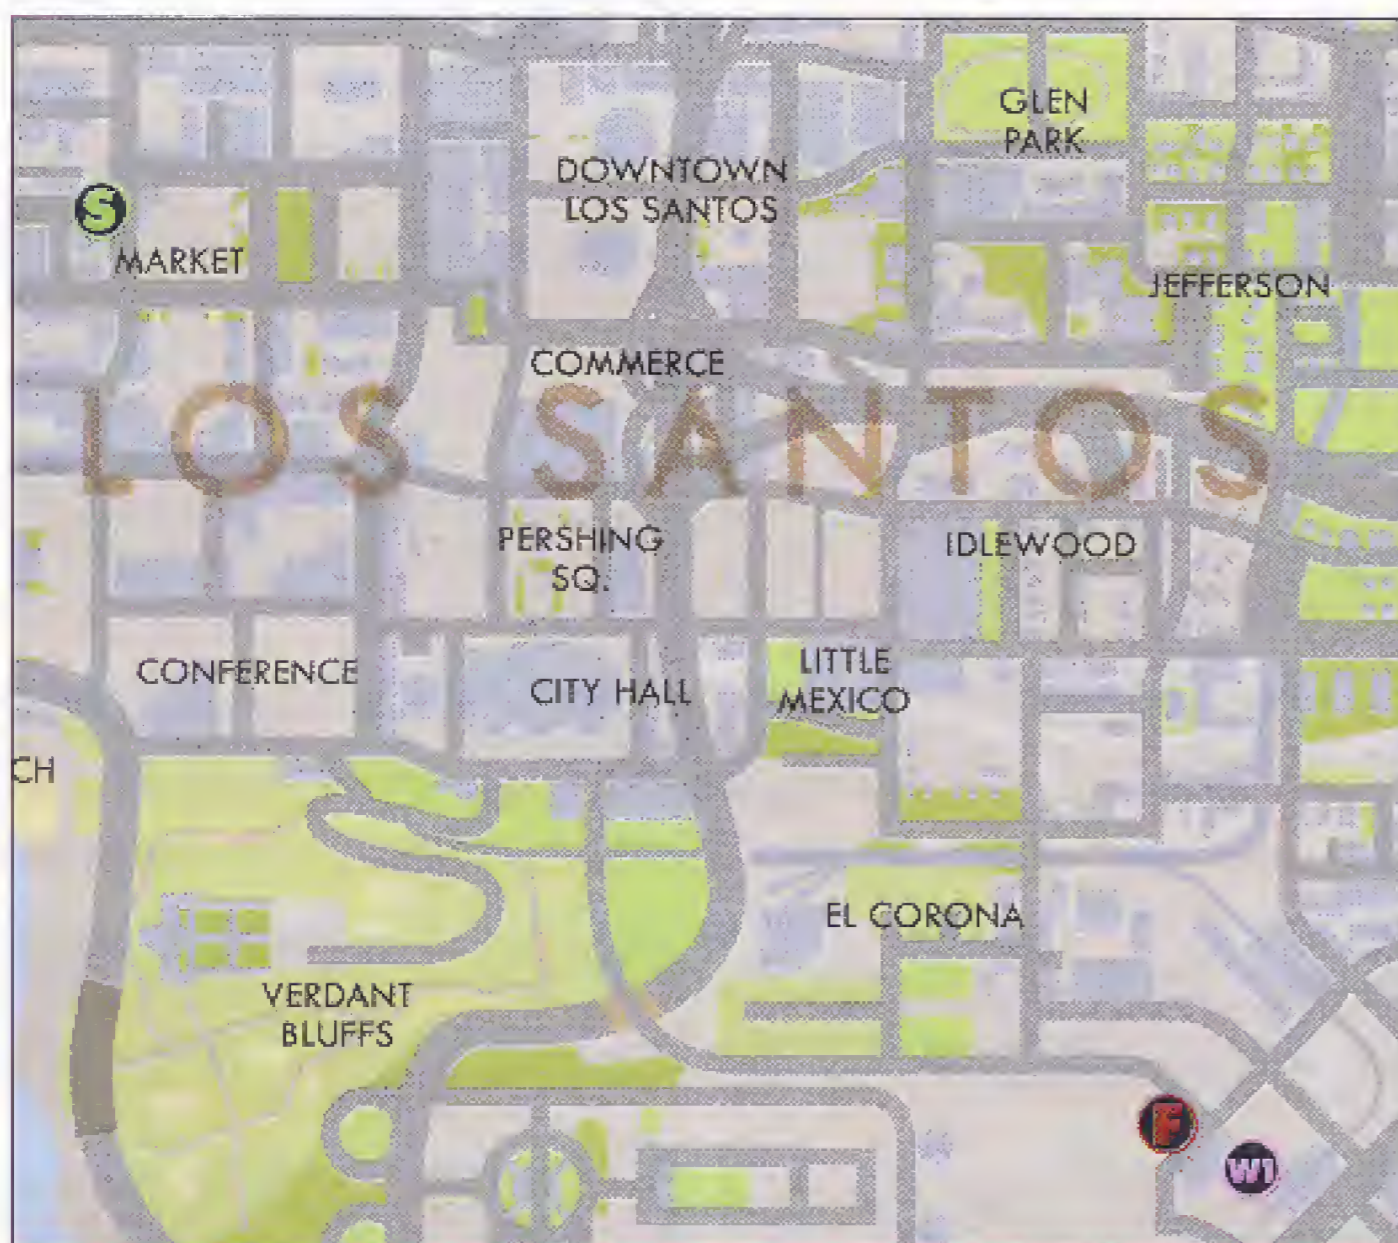 GLEN
PARK
DOWNTOWN
LOS SANTOS
S
MARKET
JEFFERSON
COMMERCE
LOS SANTOS
PERSHING
SQ.
IDLEWOOD
CONFERENCE
CITY HALL
LITTLE
MEXICO
CH
EL CORONA
VERDANT
BLUFFS
F
W1